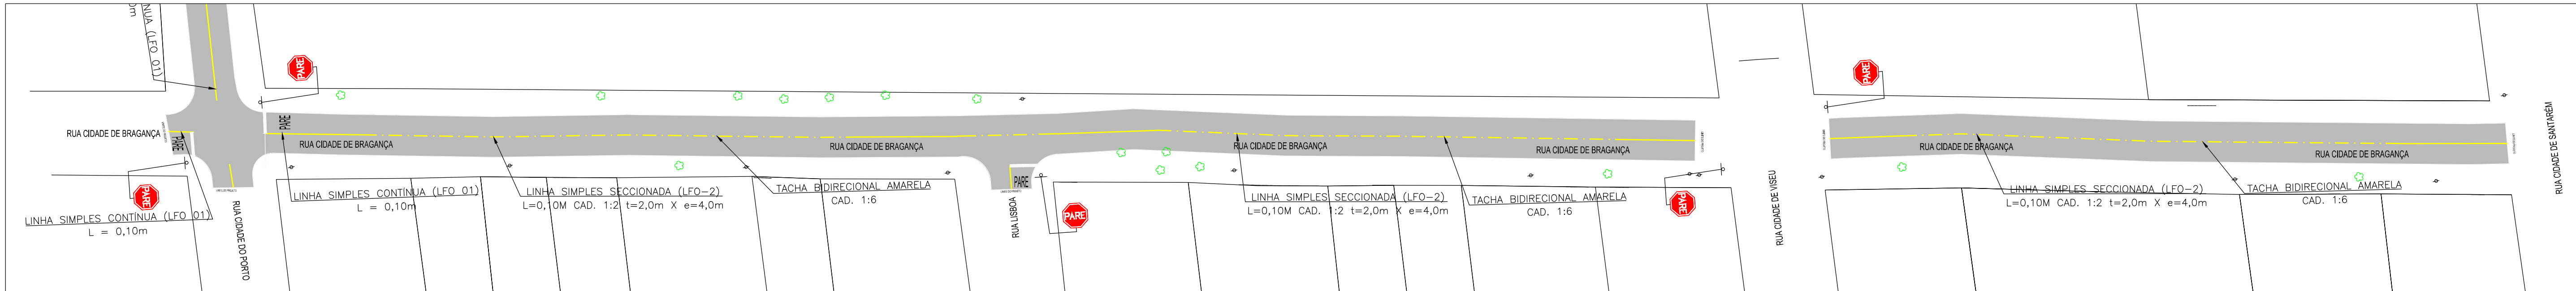 NUA (LFO 01)
0m
PARE
RUA CIDADE DE BRAGANÇA
PARE
PARE
RUA CIDADE DE BRAGANÇA
PARE
LINHA SIMPLES CONTÍNUA (LFO 01)
L = 0,10m
RUA CIDADE DO PORTO
LINHA SIMPLES CONTÍNUA (LFO 01)
L = 0,10m
LINHA SIMPLES SECCIONADA (LFO-2)
L=0,10M CAD. 1:2 t=2,0m X e=4,0m
TACHA BIDIRECIONAL AMARELA
CAD. 1:6
RUA CIDADE DE BRAGANÇA
RUA LISBOA
PARE
PARE
RUA CIDADE DE BRAGANÇA
LINHA SIMPLES SECCIONADA (LFO-2)
L=0,10M CAD. 1:2 t=2,0m X e=4,0m
TACHA BIDIRECIONAL AMARELA
CAD. 1:6
RUA CIDADE DE BRAGANÇA
PARE
RUA CIDADE DE VISEU
PARE
RUA CIDADE DE BRAGANÇA
LINHA SIMPLES SECCIONADA (LFO-2)
L=0,10M CAD. 1:2 t=2,0m X e=4,0m
TACHA BIDIRECIONAL AMARELA
CAD. 1:6
RUA CIDADE DE BRAGANÇA
RUA CIDADE DE SANTARÉM